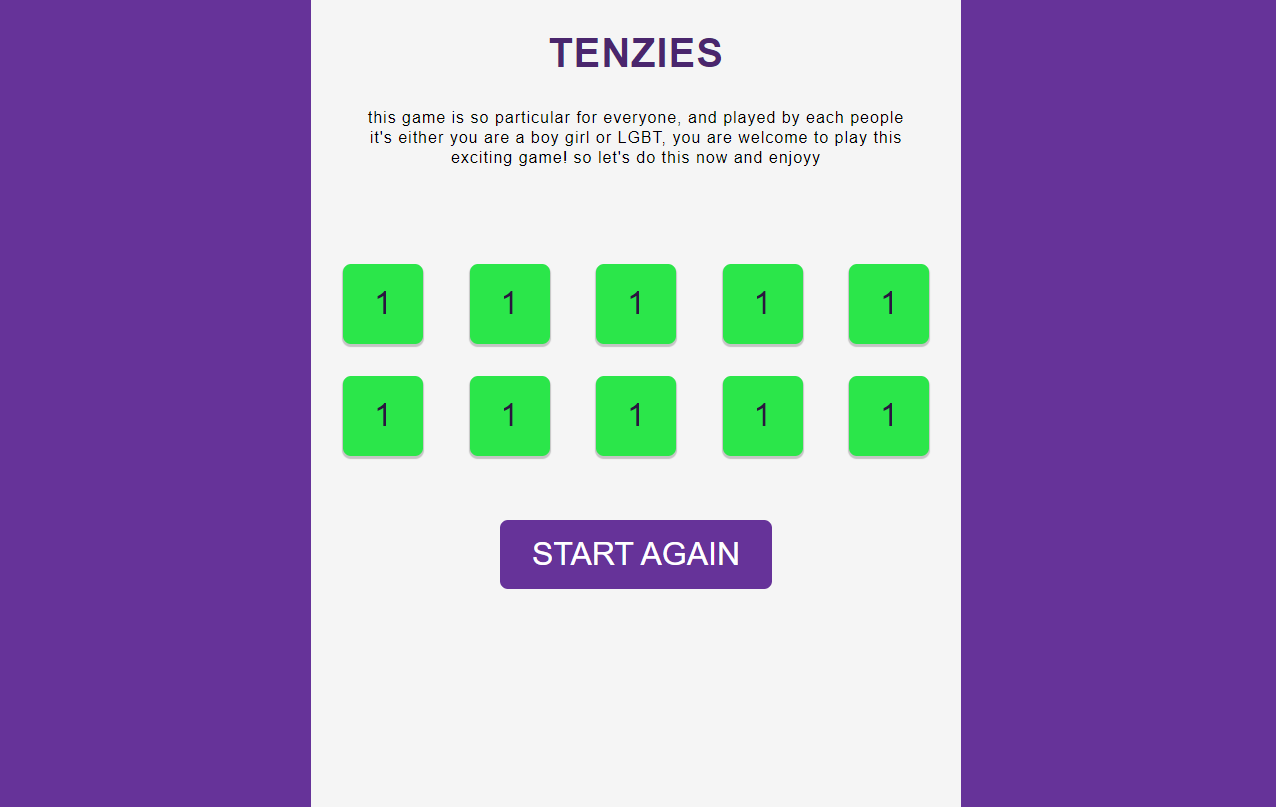 TENZIES
this game is so particular for everyone, and played by each people
it's either you are a boy girl or LGBT, you are welcome to play this
exciting game! so let's do this now and enjoyy
1 1 1 1 1
1 1 1 1 1
START AGAIN